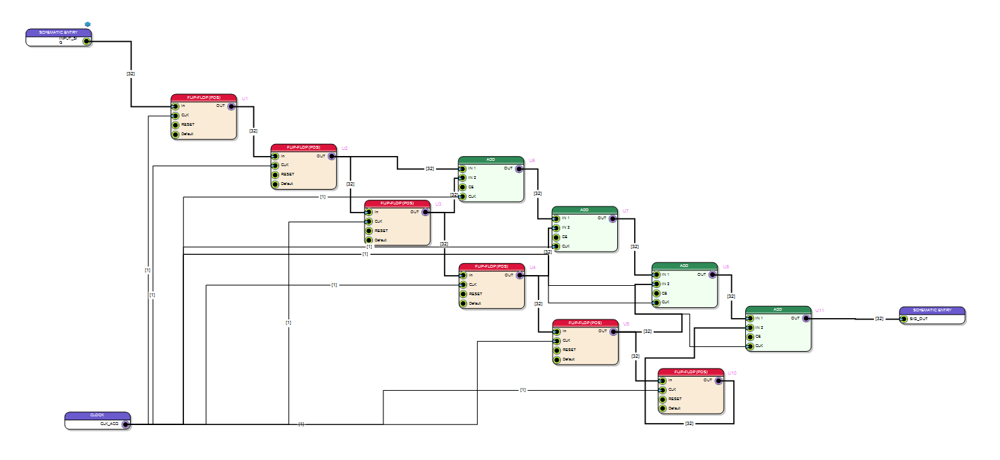 SCHEMATIC ENTRY
INPUT_SI
G
[32]
FLIP-FLOP (POS)
U1
In
OUT
CLK
RESET
Default
[32]
FLIP-FLOP (POS)
U2
In
OUT
CLK
RESET
Default
[32]
[32]
ADD
U6
IN 1
OUT
IN 2
CE
CLK
[32]
[1]
[32]
FLIP-FLOP (POS)
U3
In
OUT
CLK
RESET
Default
[1]
[1]
[32]
ADD
U7
IN 1
OUT
IN 2
CE
CLK
[32]
[32]
FLIP-FLOP (POS)
U4
In
OUT
CLK
RESET
Default
[1]
[1]
[1]
[32]
ADD
U8
IN 1
OUT
IN 2
CE
CLK
[32]
[1]
FLIP-FLOP (POS)
U5
In
OUT
CLK
RESET
Default
[32]
[32]
ADD
U11
IN 1
OUT
IN 2
CE
CLK
[32]
SCHEMATIC ENTRY
SIG_OUT
FLIP-FLOP (POS)
U10
In
OUT
CLK
RESET
Default
[1]
[32]
CLOCK
CLK_ADD
[1]